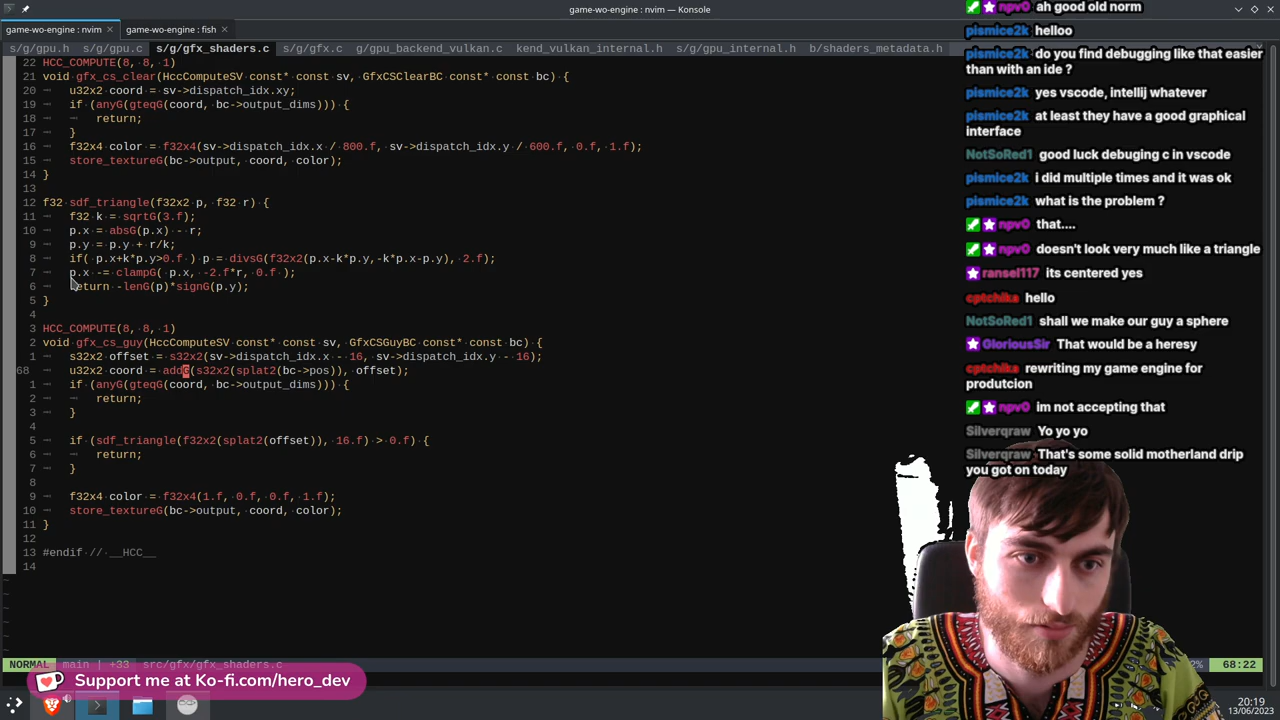 game-wo-engine : nvim — Konsole
game-wo-engine : nvim
game-wo-engine : fish
s/g/gpu.h
s/g/gpu.c
s/g/gfx_shaders.c
s/g/gfx.c
g/gpu_backend_vulkan.c
kend_vulkan_internal.h
s/g/gpu_internal.h
b/shaders_metadata.h
22 HCC_COMPUTE(8, 8, 1)
21 void gfx_cs_clear(HccComputeSV const* const sv, GfxCSClearBC const* const bc) {
20 u32x2 coord = sv->dispatch_idx.xy;
19 if (anyG(gteqG(coord, bc->output_dims))) {
18 return;
17 }
16 f32x4 color = f32x4(sv->dispatch_idx.x / 800.f, sv->dispatch_idx.y / 600.f, 0.f, 1.f);
15 store_textureG(bc->output, coord, color);
14 }
13
12 f32 sdf_triangle(f32x2 p, f32 r) {
11 f32 k = sqrtG(3.f);
10 p.x = absG(p.x) - r;
9 p.y = p.y + r/k;
8 if( p.x+k*p.y>0.f ) p = divsG(f32x2(p.x-k*p.y,-k*p.x-p.y), 2.f);
7 p.x -= clampG( p.x, -2.f*r, 0.f );
6 return -lenG(p)*signG(p.y);
5 }
4
3 HCC_COMPUTE(8, 8, 1)
2 void gfx_cs_guy(HccComputeSV const* const sv, GfxCSGuyBC const* const bc) {
1 s32x2 offset = s32x2(sv->dispatch_idx.x - 16, sv->dispatch_idx.y - 16);
68 u32x2 coord = addG(s32x2(splat2(bc->pos)), offset);
1 if (anyG(gteqG(coord, bc->output_dims))) {
2 return;
3 }
4
5 if (sdf_triangle(f32x2(splat2(offset)), 16.f) > 0.f) {
6 return;
7 }
8
9 f32x4 color = f32x4(1.f, 0.f, 0.f, 1.f);
10 store_textureG(bc->output, coord, color);
11 }
12
13 #endif // __HCC__
14
~
~
~
~
~
NORMAL main | +33 src/gfx/gfx_shaders.c
68:22
Support me at Ko-fi.com/hero_dev
20:19
13/06/2023
npv0 ah good old norm
pismice2k helloo
pismice2k do you find debugging like that easier
than with an ide ?
pismice2k yes vscode, intellij whatever
pismice2k at least they have a good graphical
interface
NotSoRed1 good luck debuging c in vscode
pismice2k i did multiple times and it was ok
pismice2k what is the problem ?
npv0 that....
npv0 doesn't look very much like a triangle
ransel117 its centered yes
cptchika hello
NotSoRed1 shall we make our guy a sphere
GloriousSir That would be a heresy
cptchika rewriting my game engine for
produtcion
npv0 im not accepting that
Silverqraw Yo yo yo
Silverqraw That's some solid motherland drip
you got on today